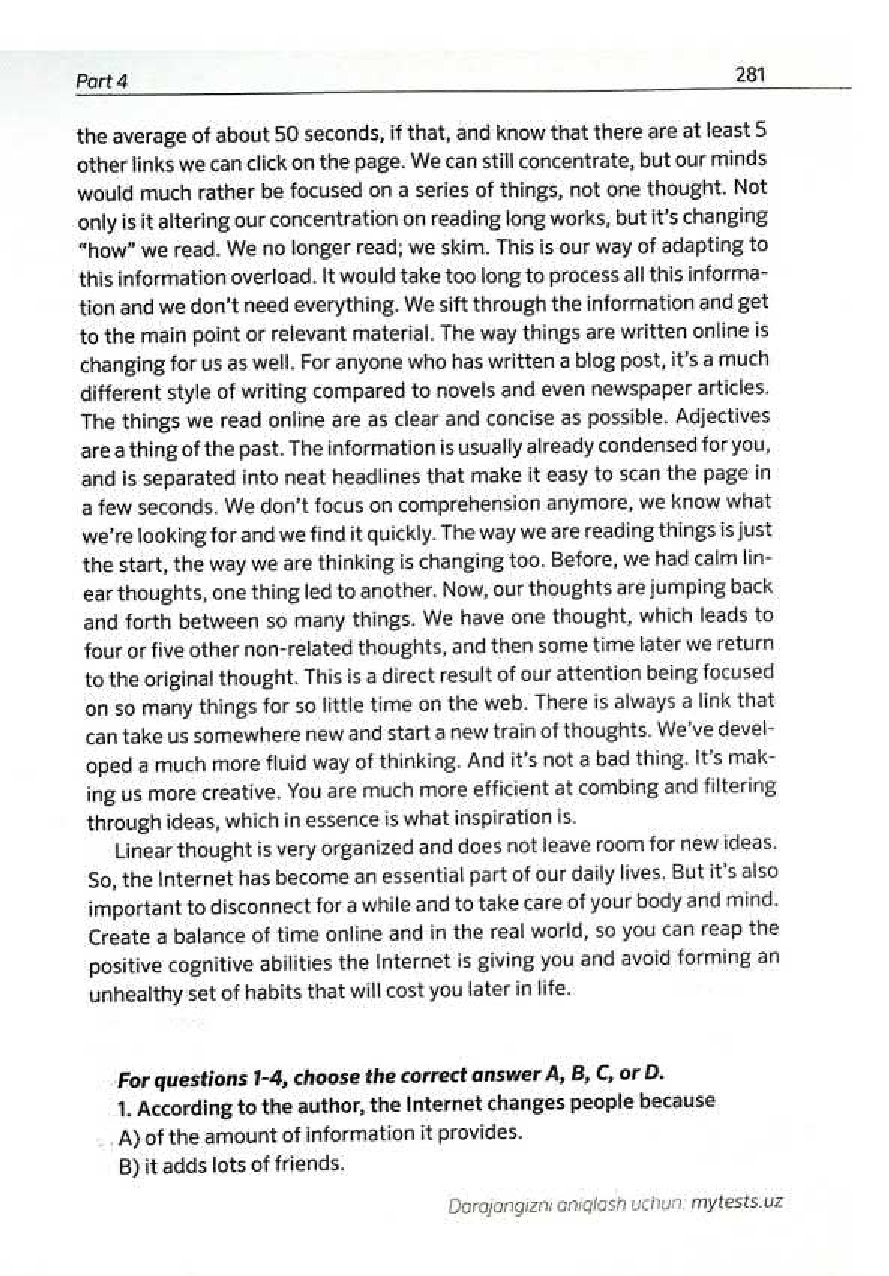 Part 4
281
the average of about 50 seconds, if that, and know that there are at least 5
other links we can click on the page. We can still concentrate, but our minds
would much rather be focused on a series of things, not one thought. Not
only is it altering our concentration on reading long works, but it's changing
"how" we read. We no longer read; we skim. This is our way of adapting to
this information overload. It would take too long to process all this informa-
tion and we don't need everything. We sift through the information and get
to the main point or relevant material. The way things are written online is
changing for us as well. For anyone who has written a blog post, it's a much
different style of writing compared to novels and even newspaper articles.
The things we read online are as clear and concise as possible. Adjectives
are a thing of the past. The information is usually already condensed for you,
and is separated into neat headlines that make it easy to scan the page in
a few seconds. We don't focus on comprehension anymore, we know what
we're looking for and we find it quickly. The way we are reading things is just
the start, the way we are thinking is changing too. Before, we had calm lin-
ear thoughts, one thing led to another. Now, our thoughts are jumping back
and forth between so many things. We have one thought, which leads to
four or five other non-related thoughts, and then some time later we return
to the original thought. This is a direct result of our attention being focused
on so many things for so little time on the web. There is always a link that
can take us somewhere new and start a new train of thoughts. We've devel-
oped a much more fluid way of thinking. And it's not a bad thing. It's mak-
ing us more creative. You are much more efficient at combing and filtering
through ideas, which in essence is what inspiration is.
Linear thought is very organized and does not leave room for new ideas.
So, the Internet has become an essential part of our daily lives. But it's also
important to disconnect for a while and to take care of your body and mind.
Create a balance of time online and in the real world, so you can reap the
positive cognitive abilities the Internet is giving you and avoid forming an
unhealthy set of habits that will cost you later in life.
For questions 1-4, choose the correct answer A, B, C, or D.
1. According to the author, the Internet changes people because
A) of the amount of information it provides.
B) it adds lots of friends.
Darajangizni aniqlash uchun: mytests.uz